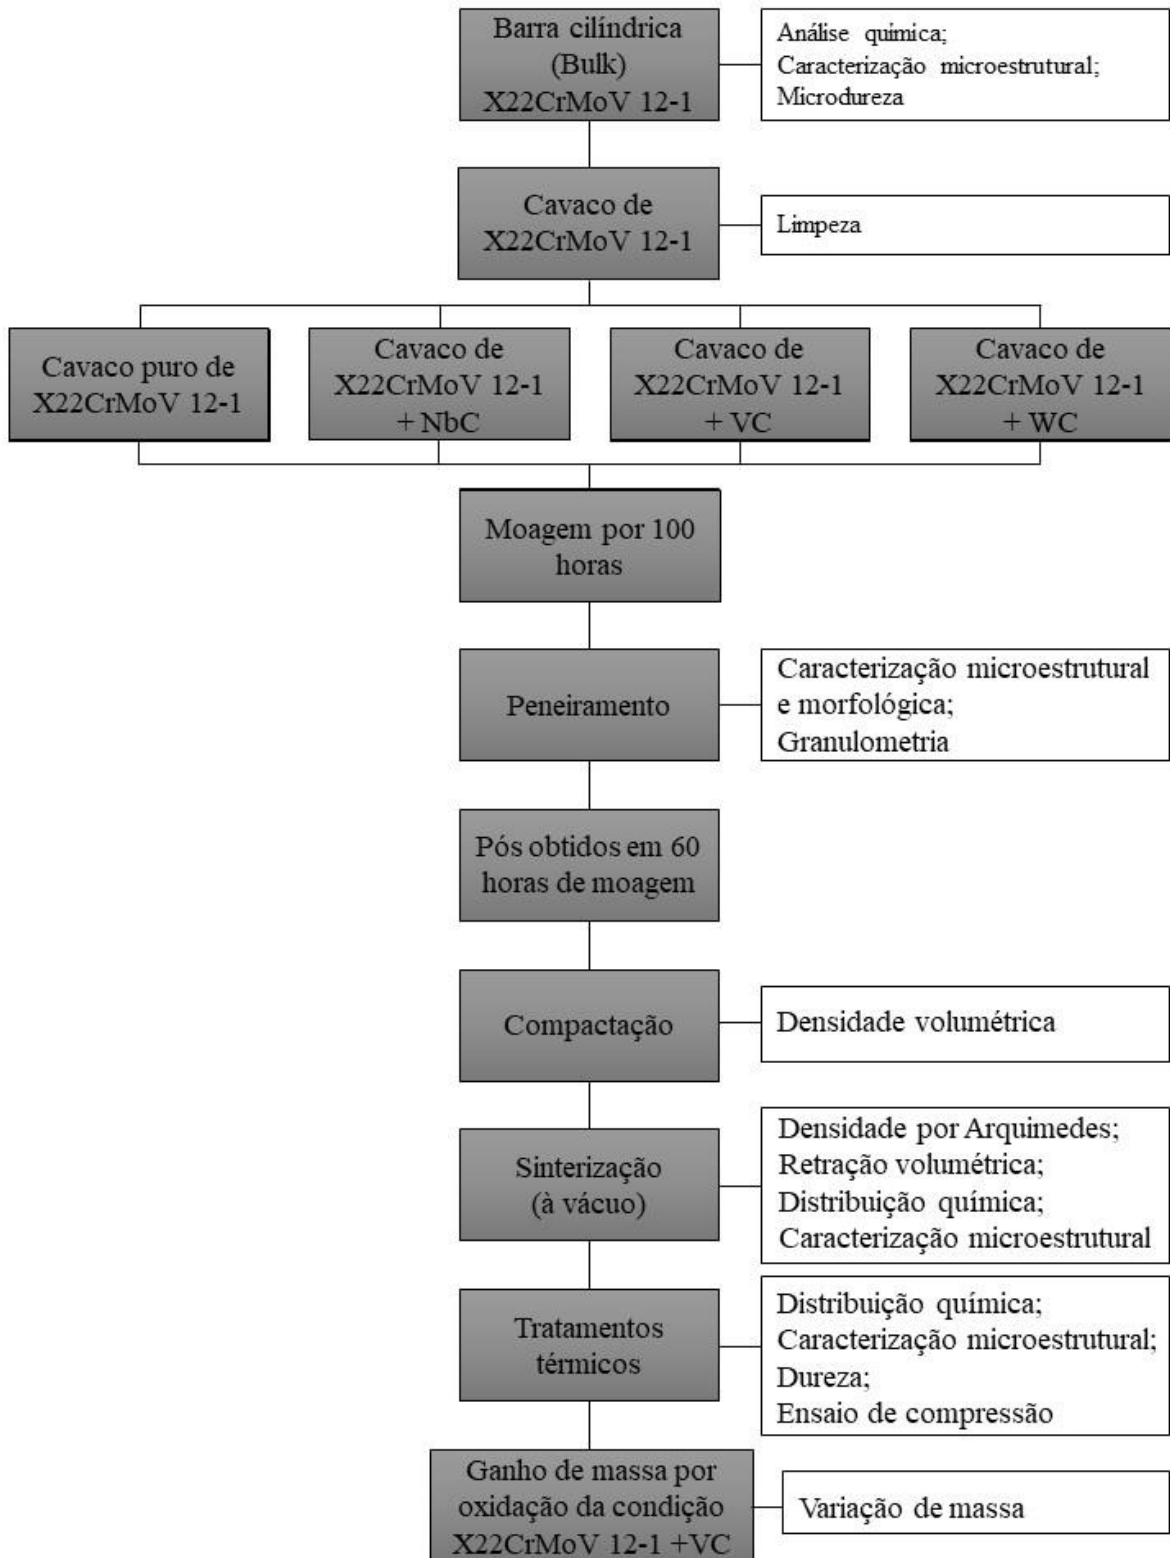 Barra cilíndrica
(Bulk)
X22CrMoV 12-1
Análise química;
Caracterização microestrutural;
Microdureza
Cavaco de
X22CrMoV 12-1
Limpeza
Cavaco puro de
X22CrMoV 12-1
Cavaco de
X22CrMoV 12-1
+ NbC
Cavaco de
X22CrMoV 12-1
+ VC
Cavaco de
X22CrMoV 12-1
+ WC
Moagem por 100
horas
Peneiramento
Caracterização microestrutural
e morfológica;
Granulometria
Pós obtidos em 60
horas de moagem
Compactação
Densidade volumétrica
Sinterização
(à vácuo)
Densidade por Arquimedes;
Retração volumétrica;
Distribuição química;
Caracterização microestrutural
Tratamentos
térmicos
Distribuição química;
Caracterização microestrutural;
Dureza;
Ensaio de compressão
Ganho de massa por
oxidação da condição
X22CrMoV 12-1 +VC
Variação de massa